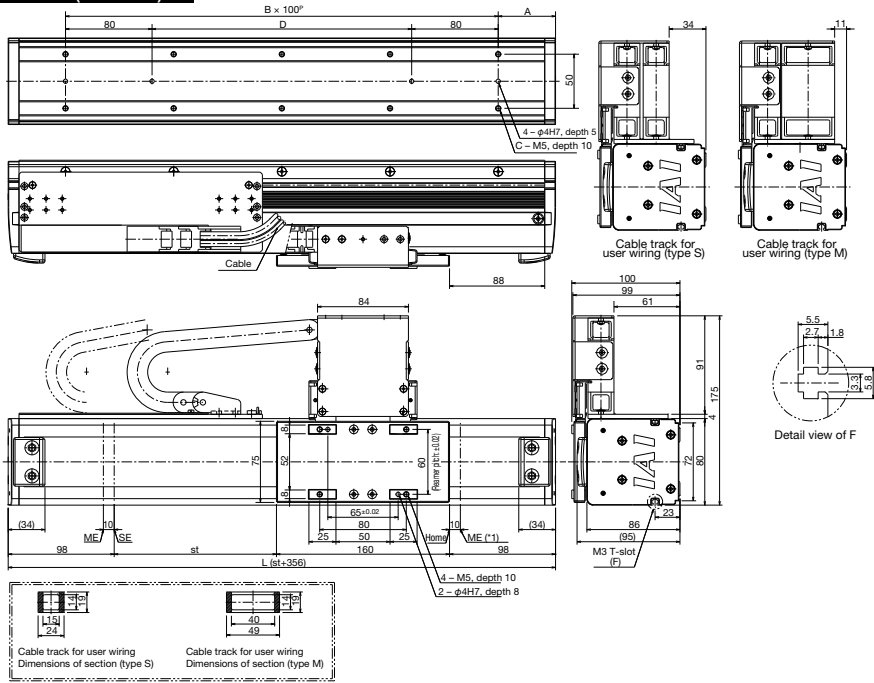 B × 100ᴾ
A
80
D
80
50
4 – φ4H7, depth 5
C – M5, depth 10
34
11
IAI
IAI
Cable track for
user wiring (type S)
Cable track for
user wiring (type M)
Cable
88
84
100
99
61
91
175
4
80
72
IAI
23
86
(95)
M3 T-slot
(F)
5.5
2.7
1.8
3.3
5.8
Detail view of F
75
8
52
8
60
(Reamer pitch: ±0.02)
65±0.02
80
25
50
25
(34)
10
ME
SE
Home
10
ME (*1)
(34)
98
st
160
98
L (st+356)
4 – M5, depth 10
2 – φ4H7, depth 8
14
19
15
24
14
19
40
49
Cable track for user wiring
Dimensions of section (type S)
Cable track for user wiring
Dimensions of section (type M)